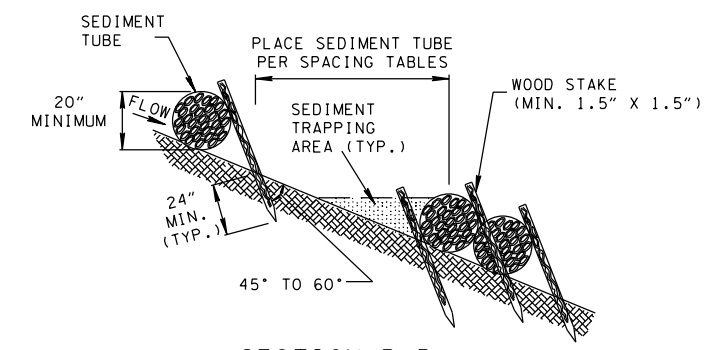 SEDIMENT
TUBE
PLACE SEDIMENT TUBE
PER SPACING TABLES
WOOD STAKE
(MIN. 1.5" X 1.5")
20"
MINIMUM
FLOW
SEDIMENT
TRAPPING
AREA (TYP.)
24"
MIN.
(TYP.)
45° TO 60°